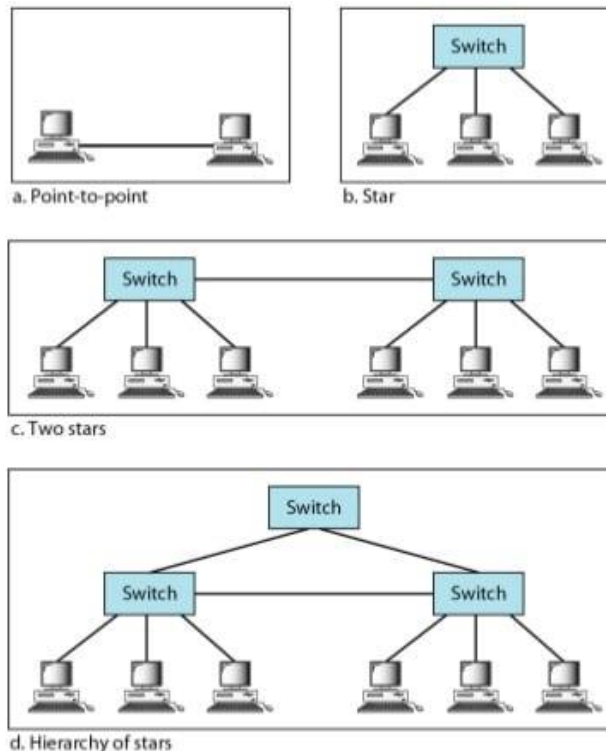 Switch
a. Point-to-point
b. Star
Switch
Switch
c. Two stars
Switch
Switch
Switch
d. Hierarchy of stars